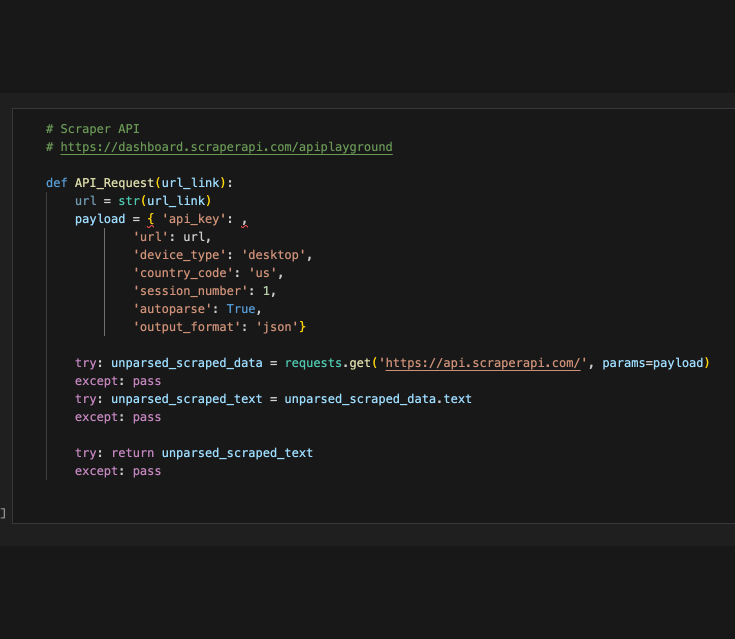 # Scraper API
# https://dashboard.scraperapi.com/apiplayground
def API_Request(url_link):
url = str(url_link)
payload = { 'api_key': ,
'url': url,
'device_type': 'desktop',
'country_code': 'us',
'session_number': 1,
'autoparse': True,
'output_format': 'json'}
try: unparsed_scraped_data = requests.get('https://api.scraperapi.com/', params=payload)
except: pass
try: unparsed_scraped_text = unparsed_scraped_data.text
except: pass
try: return unparsed_scraped_text
except: pass
]